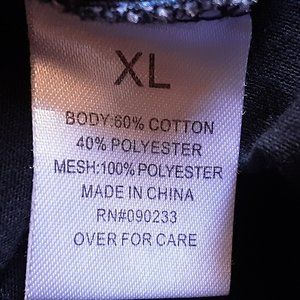 XL
BODY:60% COTTON
40% POLYESTER
MESH:100% POLYESTER
MADE IN CHINA
RN#090233
OVER FOR CARE